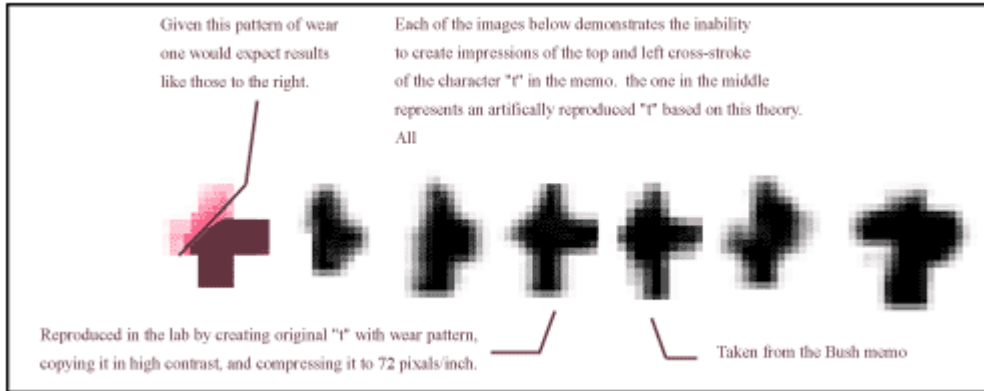 Given this pattern of wear
one would expect results
like those to the right.
Each of the images below demonstrates the inability
to create impressions of the top and left cross-stroke
of the character "t" in the memo. the one in the middle
represents an artifically reproduced "t" based on this theory.
All
Reproduced in the lab by creating original "t" with wear pattern,
copying it in high contrast, and compressing it to 72 pixals/inch.
Taken from the Bush memo